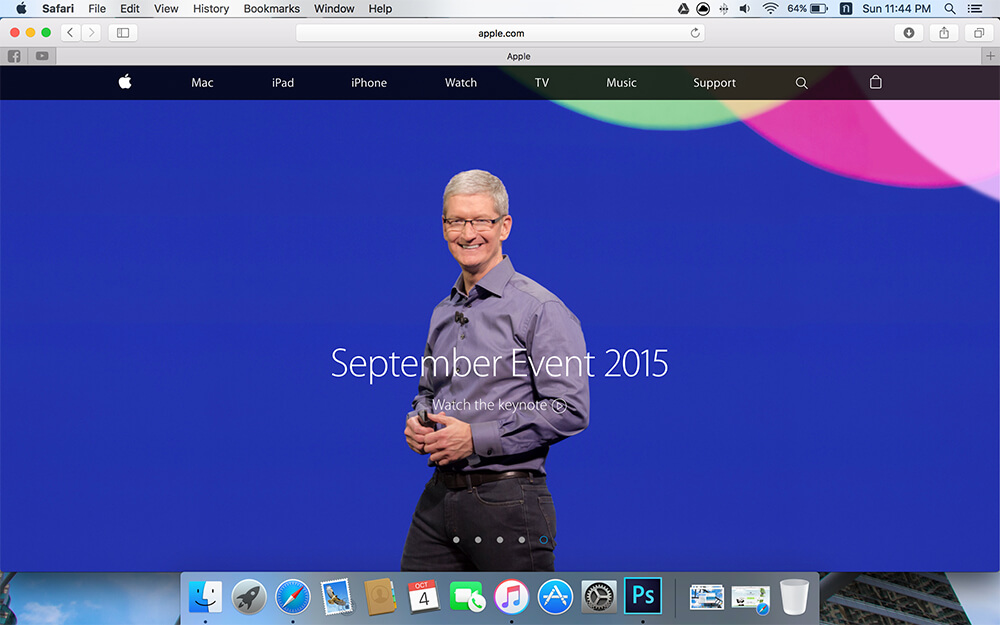 Safari File Edit View History Bookmarks Window Help 64% n Sun 11:44 PM
apple.com
Apple
Mac iPad iPhone Watch TV Music Support
September Event 2015
Watch the keynote
OCT
4
Ps